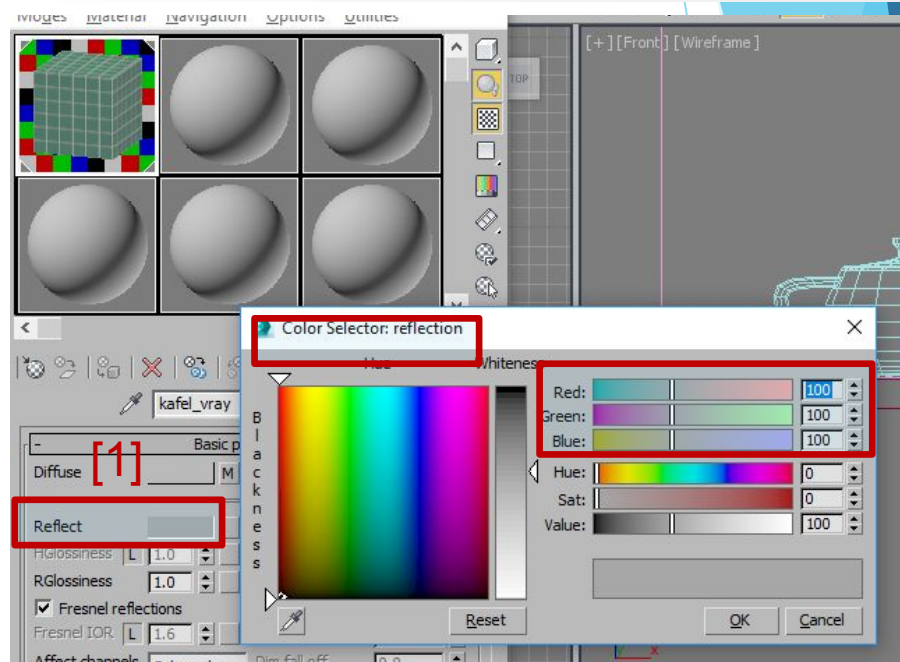 Modes Material Navigation Options Utilities
[+][Front][Wireframe]
TOP
Color Selector: reflection
Hue Whiteness
Blackness
Red: 100
Green: 100
Blue: 100
Hue: 0
Sat: 0
Value: 100
Reset OK Cancel
kafel_vray
- Basic p
[1]
Diffuse M
Reflect
HGlossiness L 1.0
RGlossiness 1.0
Fresnel reflections
Fresnel IOR L 1.6
Affect channels Dim fall off 0.0
x